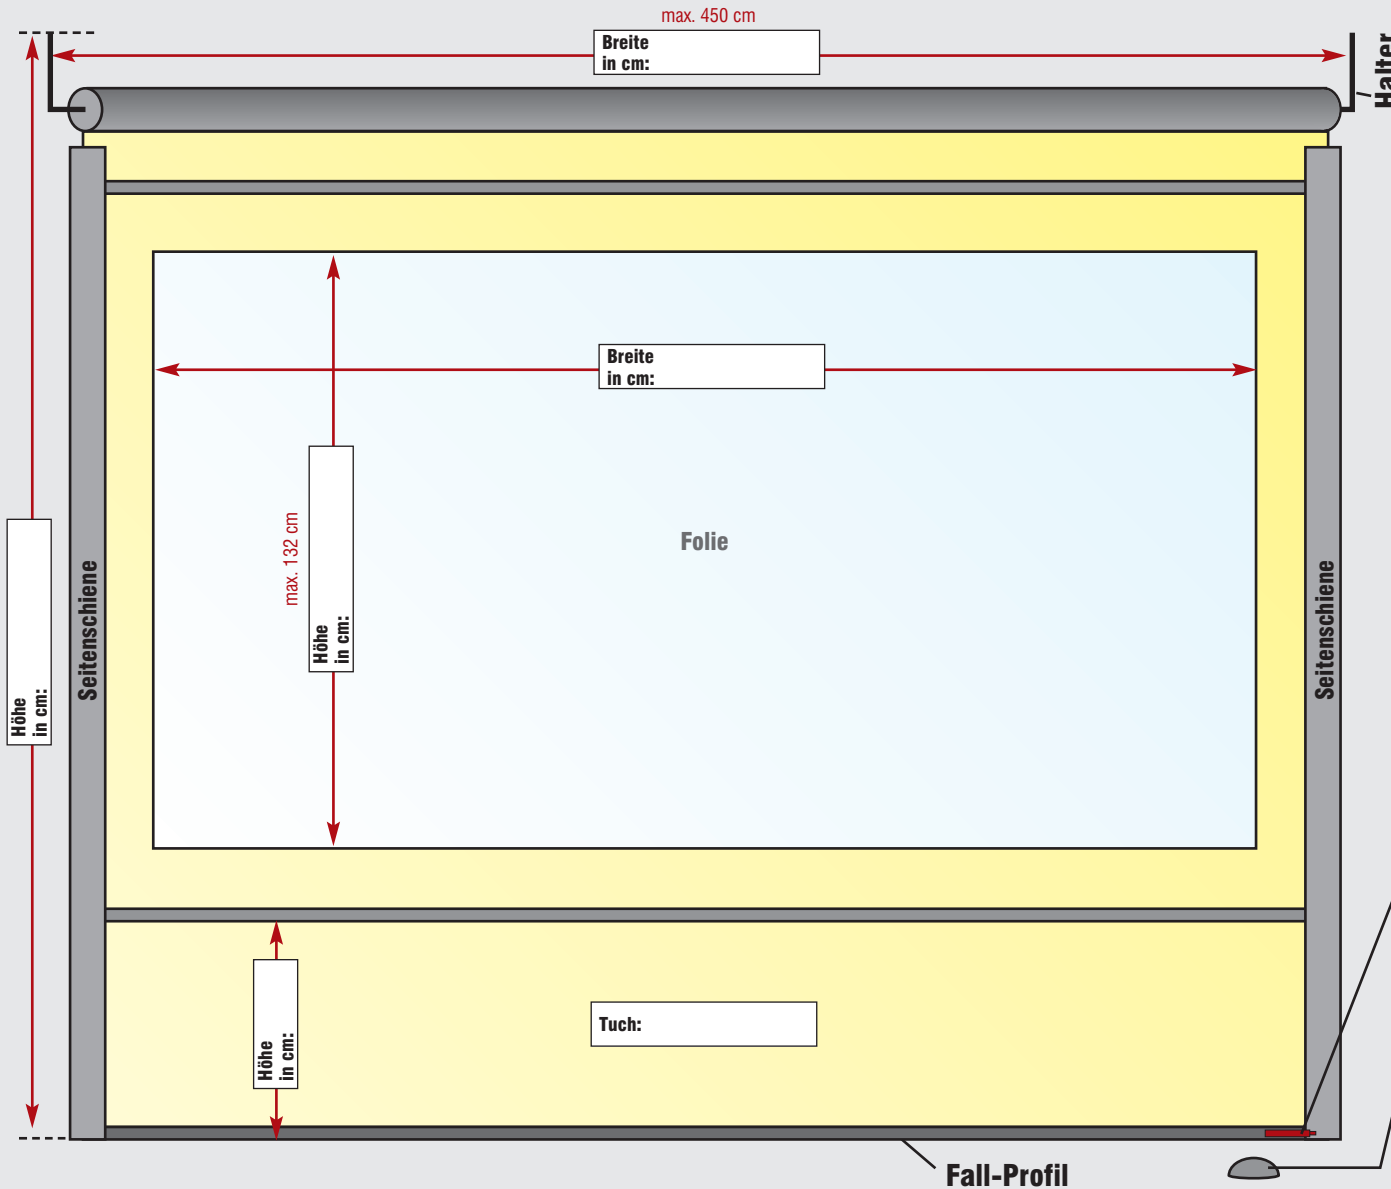 max. 450 cm
Breite
in cm:
Halter
Breite
in cm:
max. 132 cm
Höhe
in cm:
Folie
Seitenschiene
Seitenschiene
Höhe
in cm:
Höhe
in cm:
Tuch:
Fall-Profil